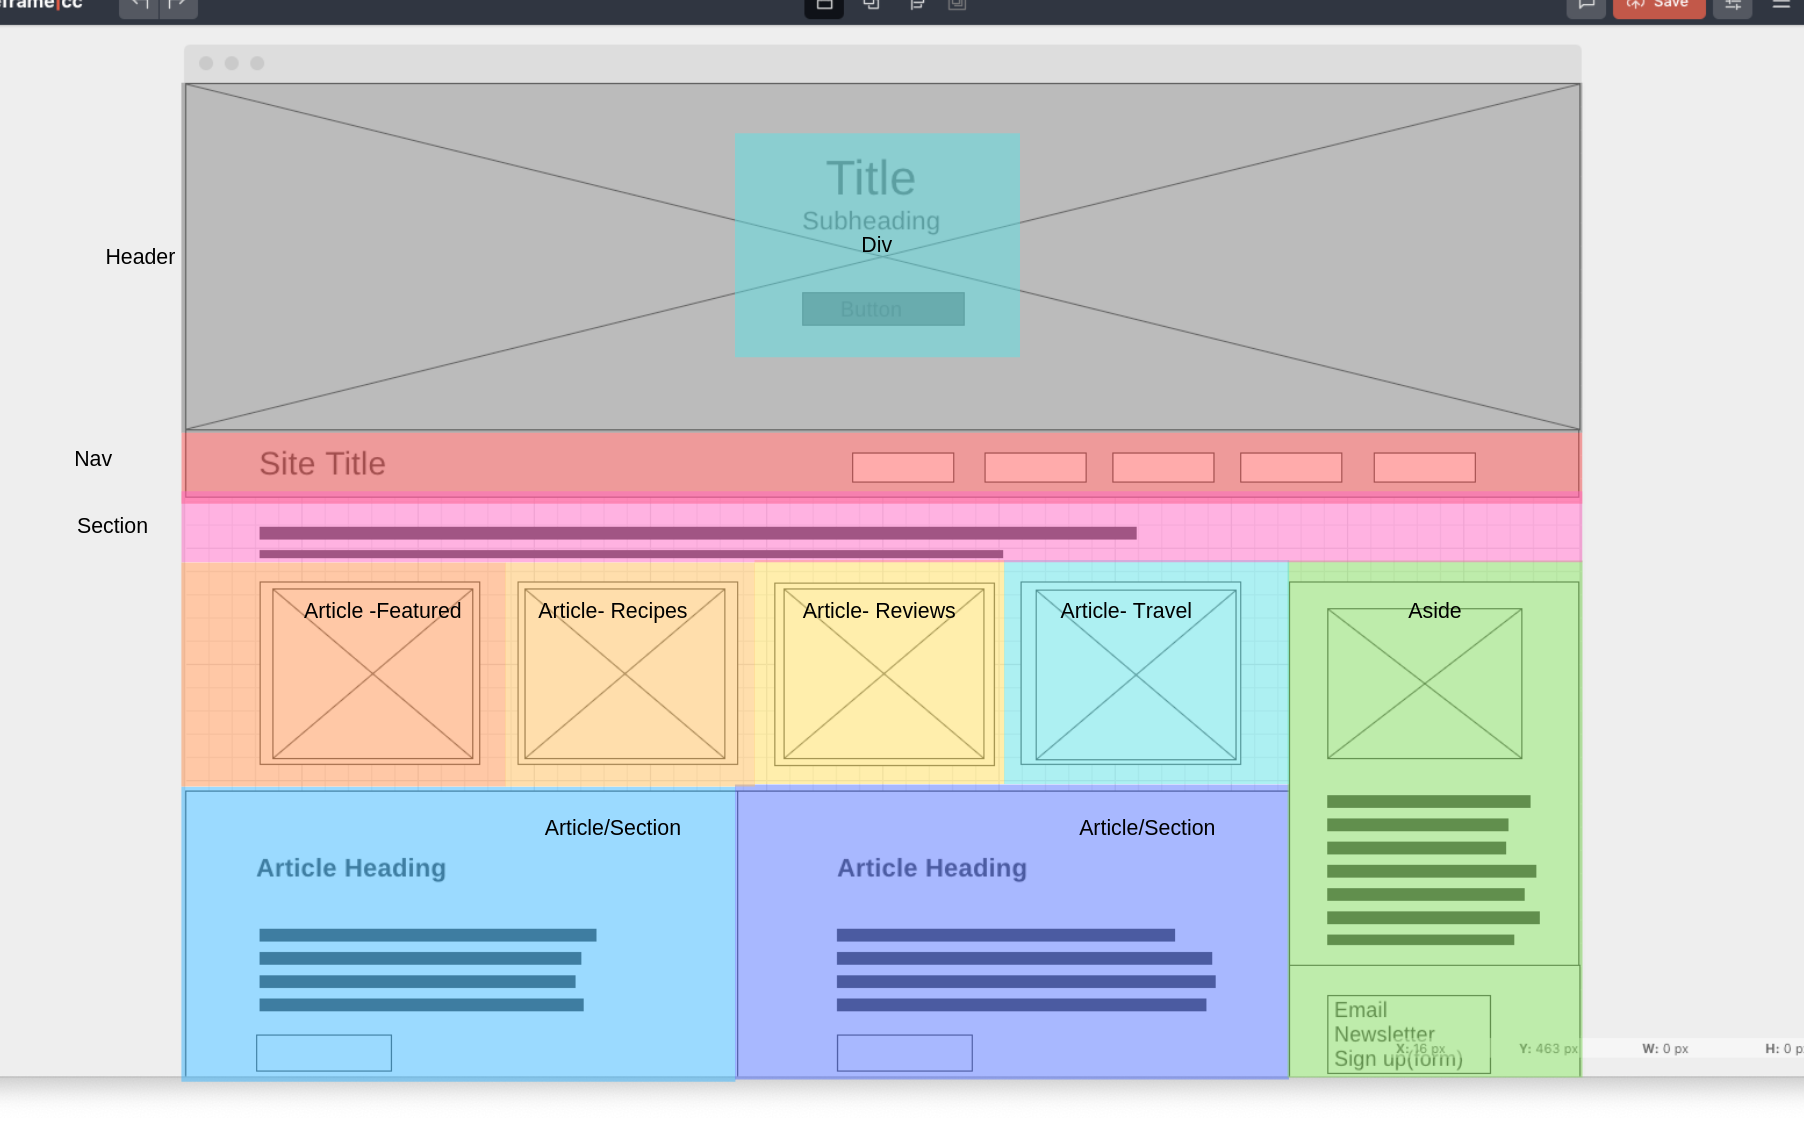 frame|cc
Save
Title
Subheading
Div
Button
Header
Site Title
Nav
Section
Article -Featured
Article- Recipes
Article- Reviews
Article- Travel
Aside
Article/Section
Article/Section
Article Heading
Article Heading
Email
Newsletter
Sign up(form)
X: 16 px
Y: 463 px
W: 0 px
H: 0 p